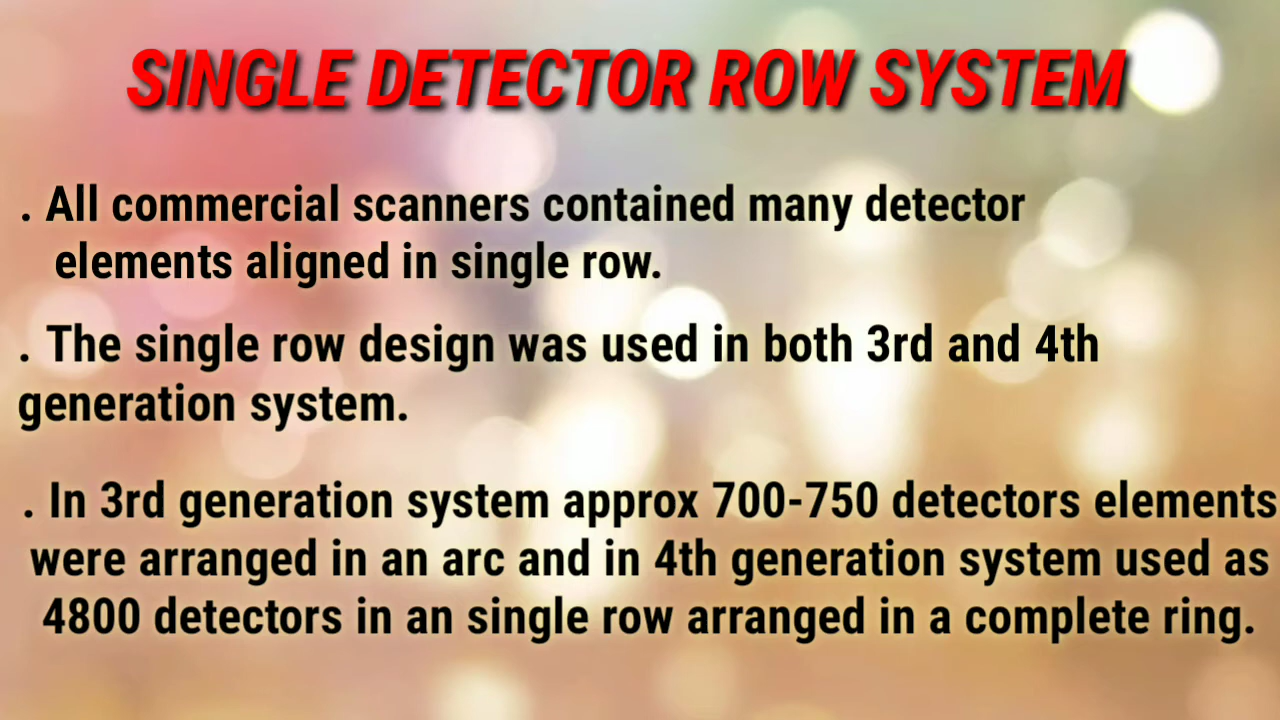 SINGLE DETECTOR ROW SYSTEM
. All commercial scanners contained many detector
elements aligned in single row.
. The single row design was used in both 3rd and 4th
generation system.
. In 3rd generation system approx 700-750 detectors elements
were arranged in an arc and in 4th generation system used as
4800 detectors in an single row arranged in a complete ring.